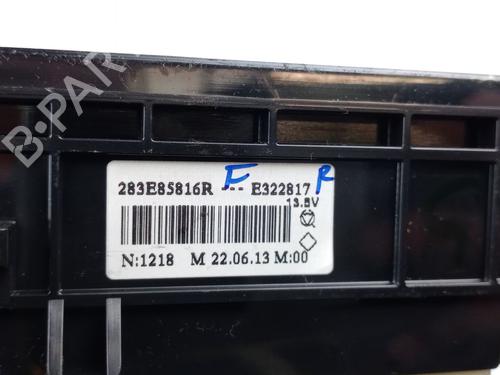 B-PAR
F
283E85816R --- E322817 R
13.5V
N:1218 M 22.06.13 M:00